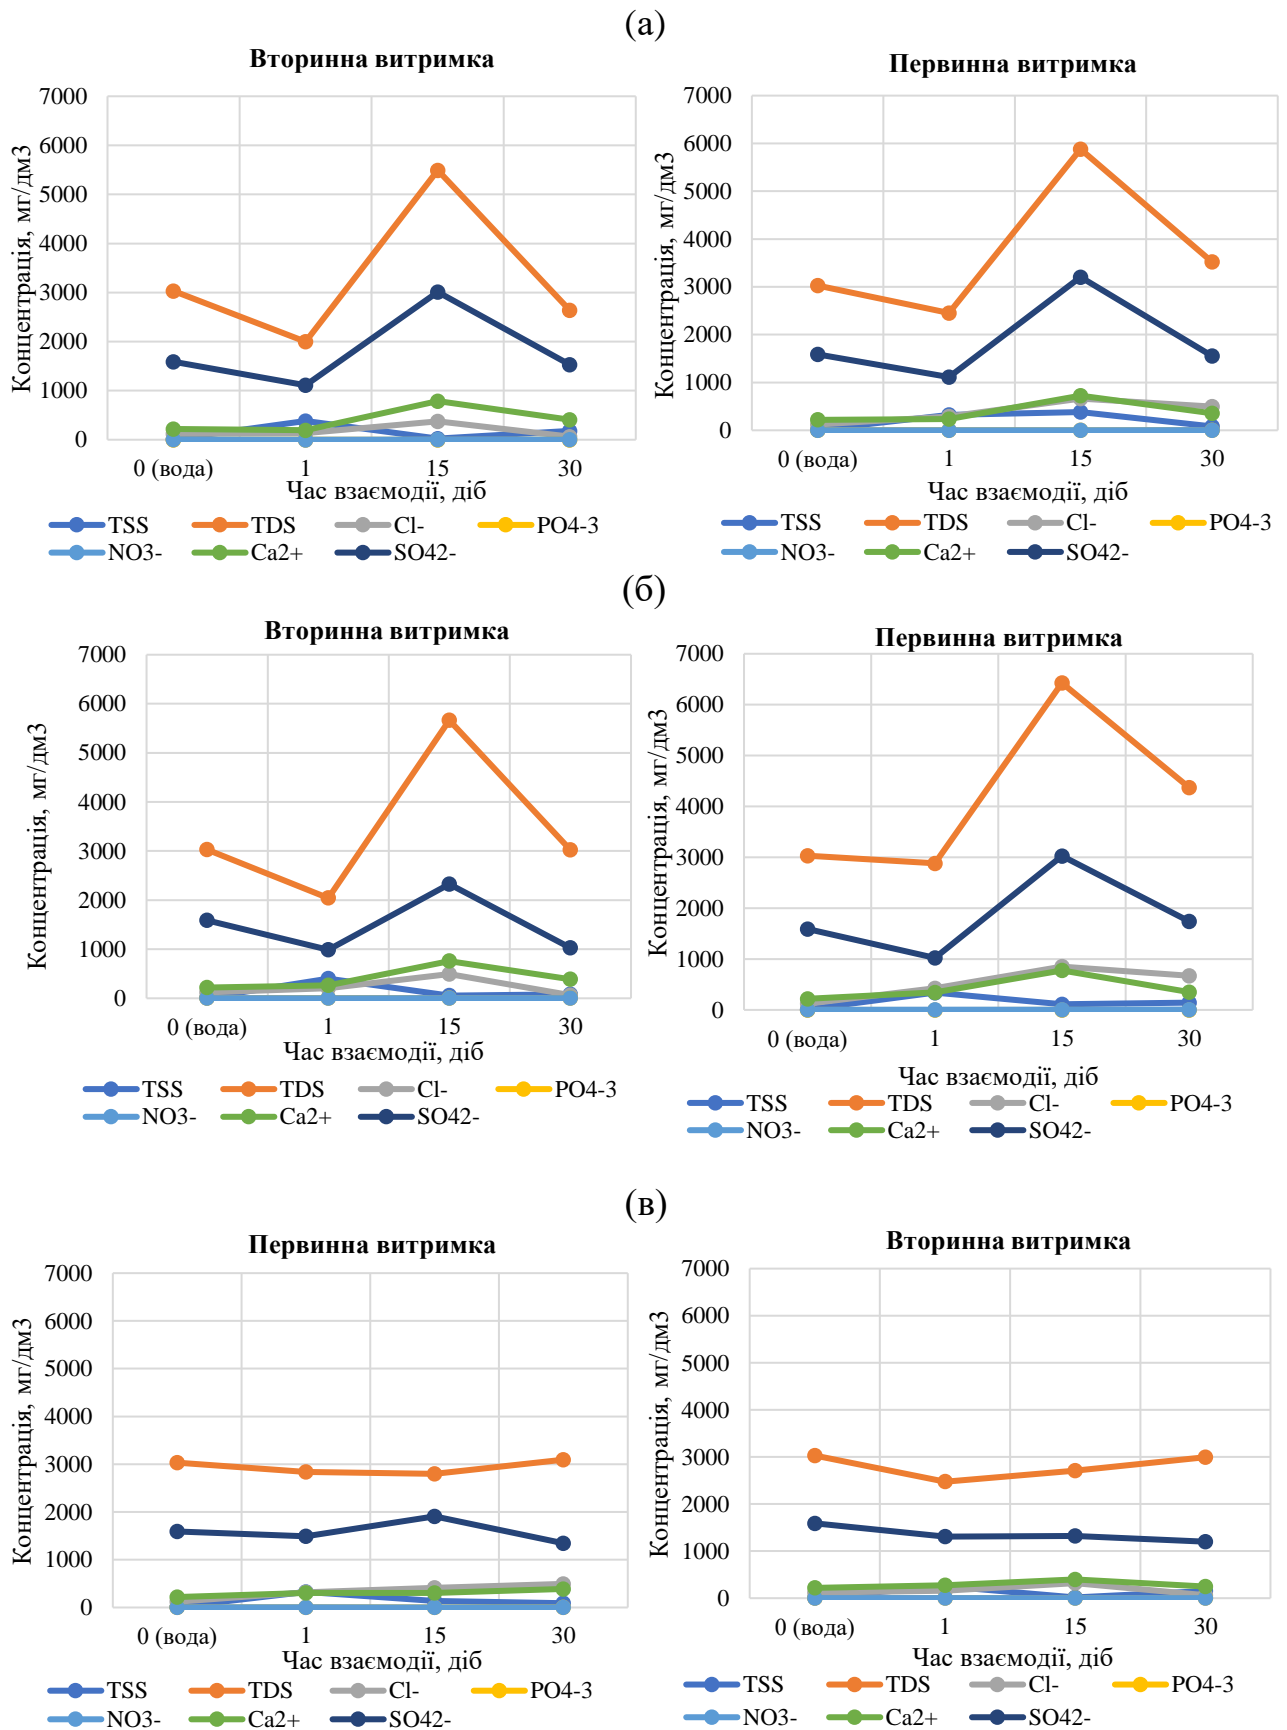 (а)
Вторинна витримка
Концентрація, мг/дм3
7000
6000
5000
4000
3000
2000
1000
0
0 (вода) 1 15 30
Час взаємодії, діб
TSS TDS Cl- PO4-3
NO3- Ca2+ SO42-
Первинна витримка
Концентрація, мг/дм3
7000
6000
5000
4000
3000
2000
1000
0
0 (вода) 1 15 30
Час взаємодії, діб
TSS TDS Cl- PO4-3
NO3- Ca2+ SO42-
(б)
Вторинна витримка
Концентрація, мг/дм3
7000
6000
5000
4000
3000
2000
1000
0
0 (вода) 1 15 30
Час взаємодії, діб
TSS TDS Cl- PO4-3
NO3- Ca2+ SO42-
Первинна витримка
Концентрація, мг/дм3
7000
6000
5000
4000
3000
2000
1000
0
0 (вода) 1 15 30
Час взаємодії, діб
TSS TDS Cl- PO4-3
NO3- Ca2+ SO42-
(в)
Первинна витримка
Концентрація, мг/дм3
7000
6000
5000
4000
3000
2000
1000
0
0 (вода) 1 15 30
Час взаємодії, діб
TSS TDS Cl- PO4-3
NO3- Ca2+ SO42-
Вторинна витримка
Концентрація, мг/дм3
7000
6000
5000
4000
3000
2000
1000
0
0 (вода) 1 15 30
Час взаємодії, діб
TSS TDS Cl- PO4-3
NO3- Ca2+ SO42-